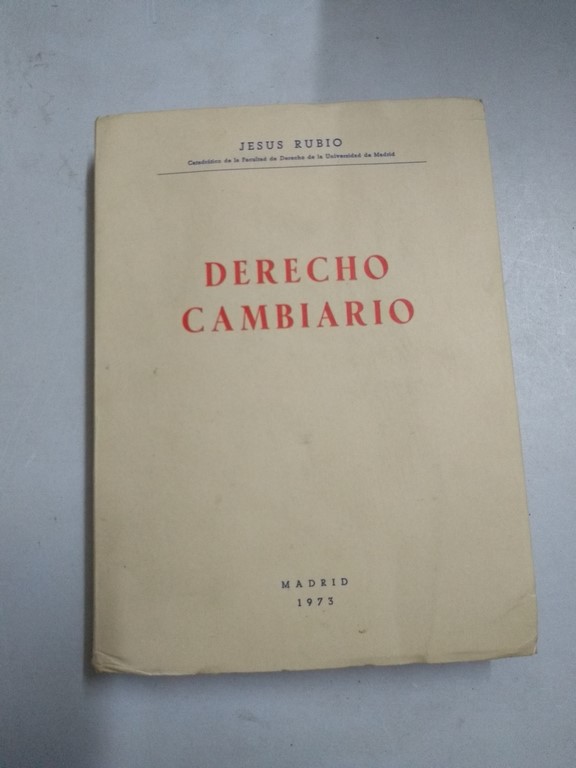 JESUS RUBIO
Catedrático de la Facultad de Derecho de la Universidad de Madrid
DERECHO
CAMBIARIO
MADRID
1973